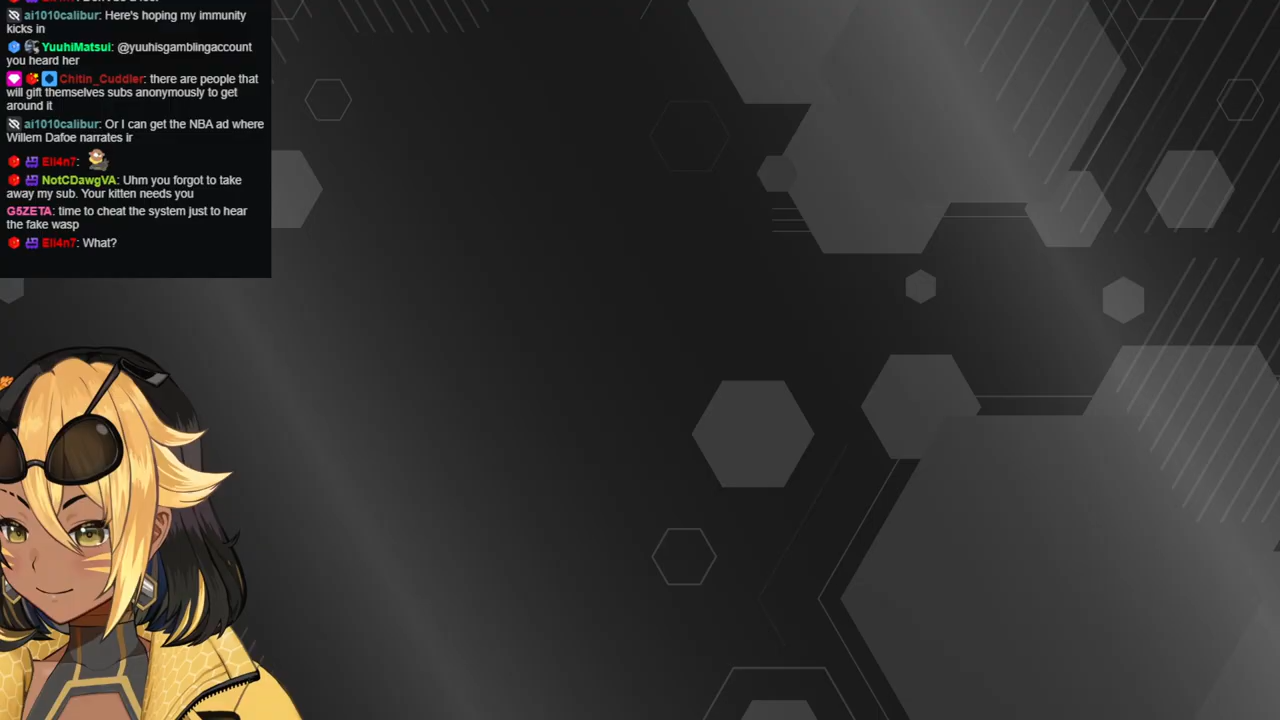 ai1010calibur: Here's hoping my immunity
kicks in
YuuhiMatsui: @yuuhisgamblingaccount
you heard her
Chitin_Cuddler: there are people that
will gift themselves subs anonymously to get
around it
ai1010calibur: Or I can get the NBA ad where
Willem Dafoe narrates ir
Eli4n7:
NotCDawgVA: Uhm you forgot to take
away my sub. Your kitten needs you
G5ZETA: time to cheat the system just to hear
the fake wasp
Eli4n7: What?